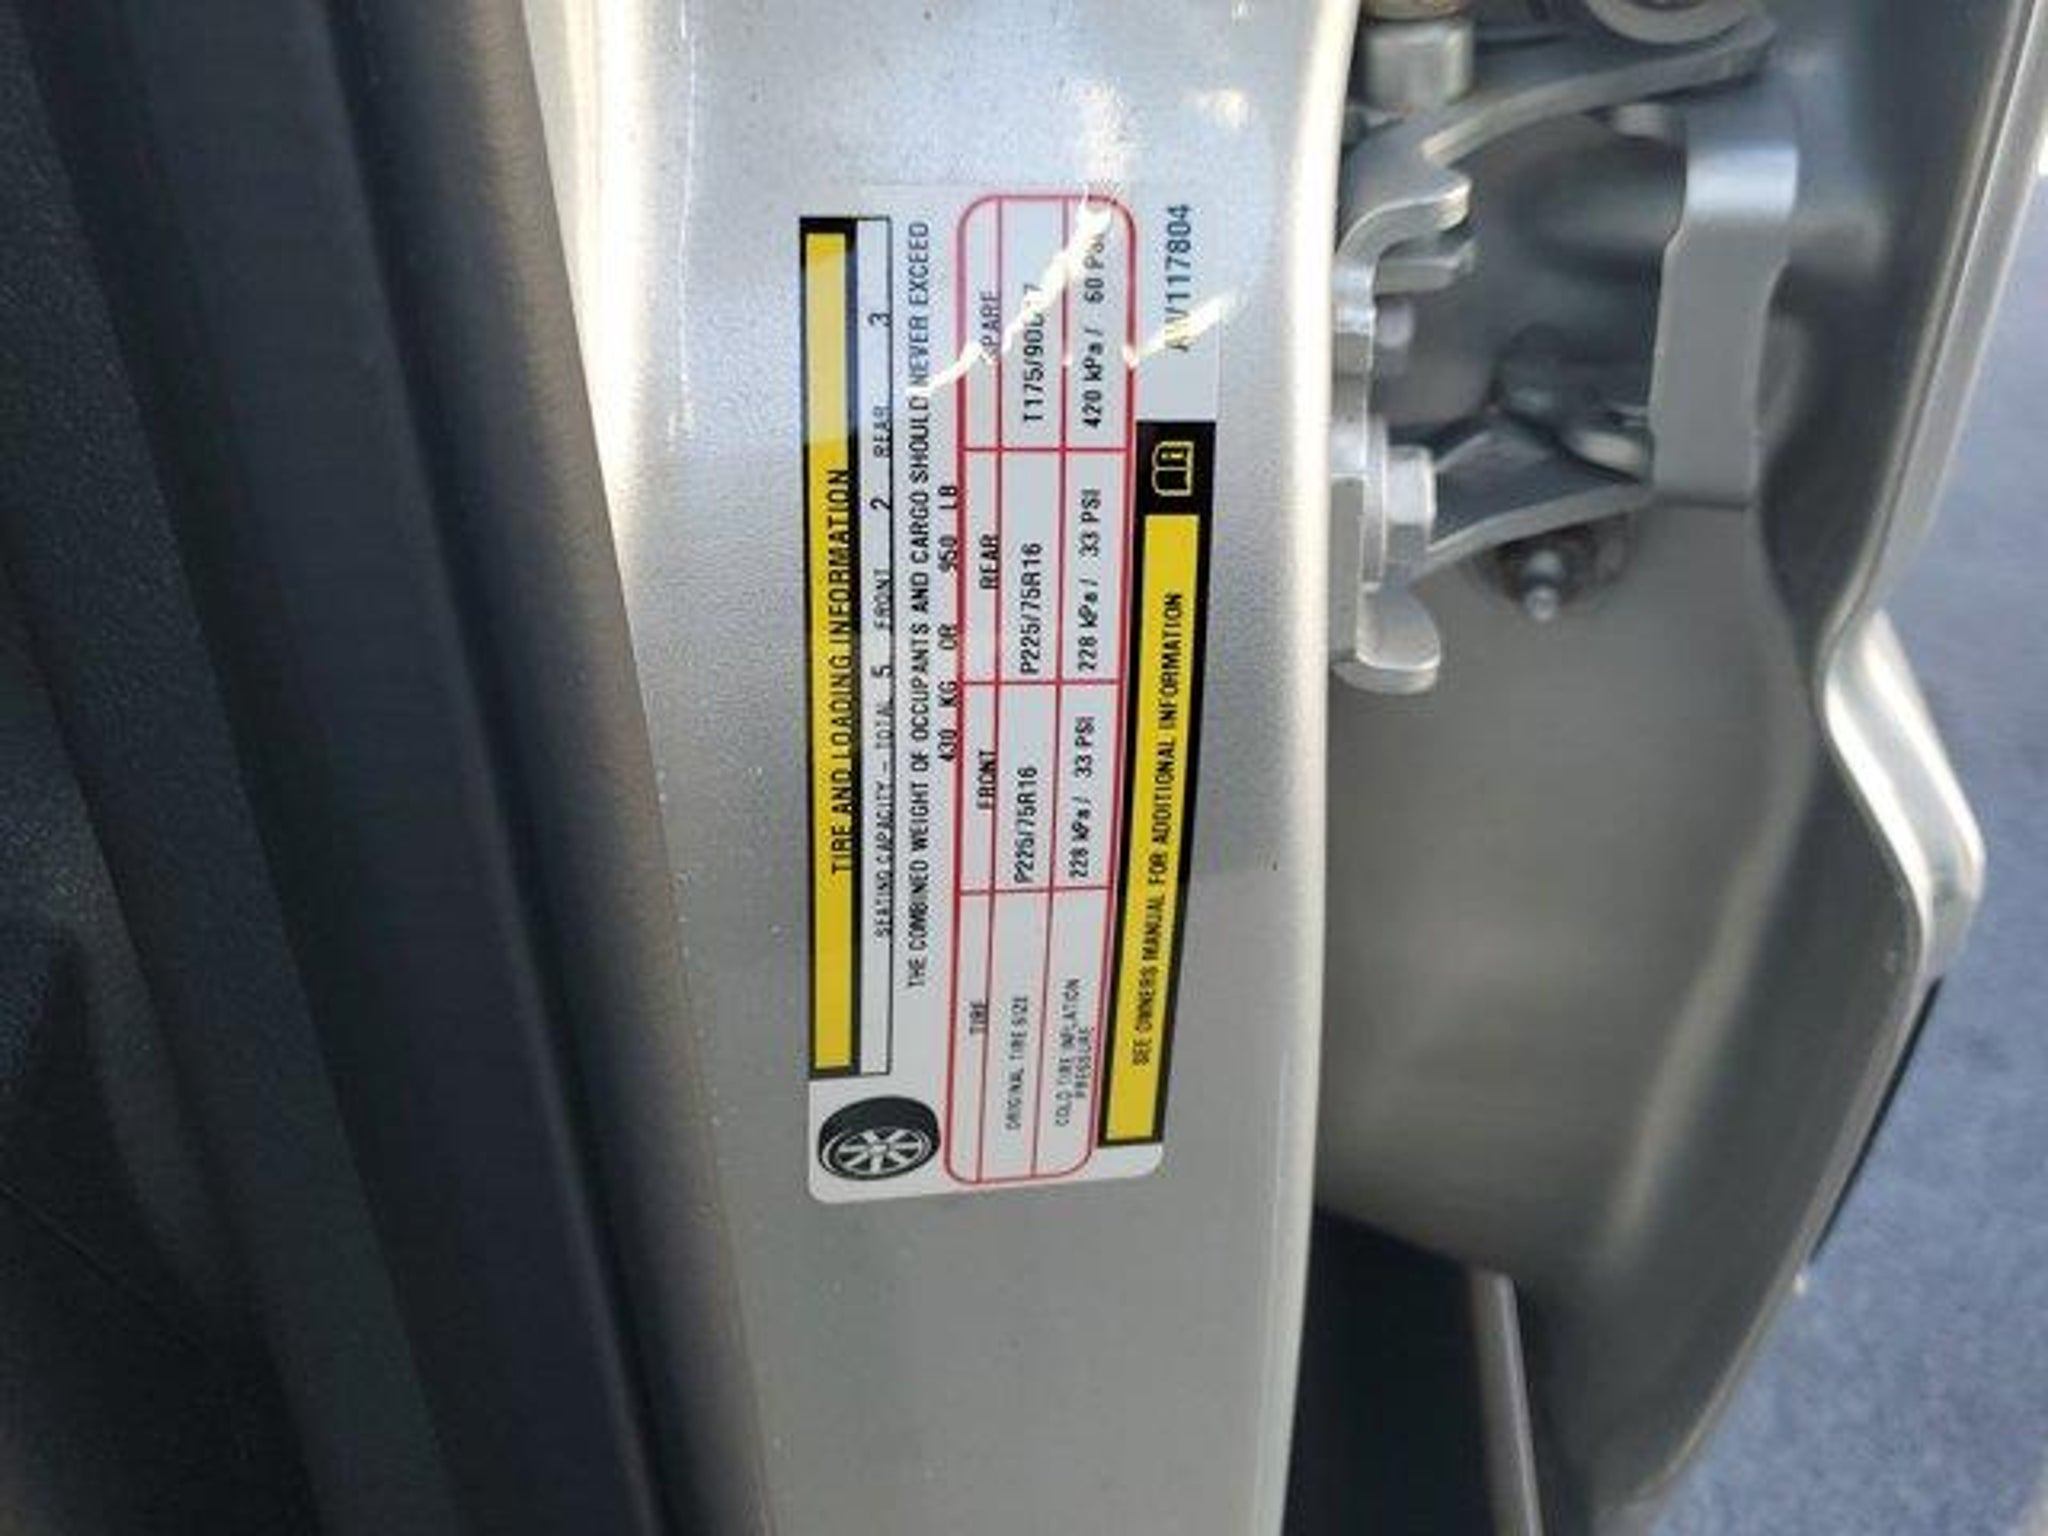 TIRE AND LOADING INFORMATION
SEATING CAPACITY - TOTAL 5 FRONT 2 REAR 3
THE COMBINED WEIGHT OF OCCUPANTS AND CARGO SHOULD NEVER EXCEED
430 KG OR 950 LB
TIRE FRONT REAR SPARE
ORIGINAL TIRE SIZE P225/75R16 P225/75R16
COLD TIRE INFLATION PRESSURE 228 kPa / 33 PSI 228 kPa / 33 PSI 420 kPa / 60 PSI
SEE OWNERS MANUAL FOR ADDITIONAL INFORMATION